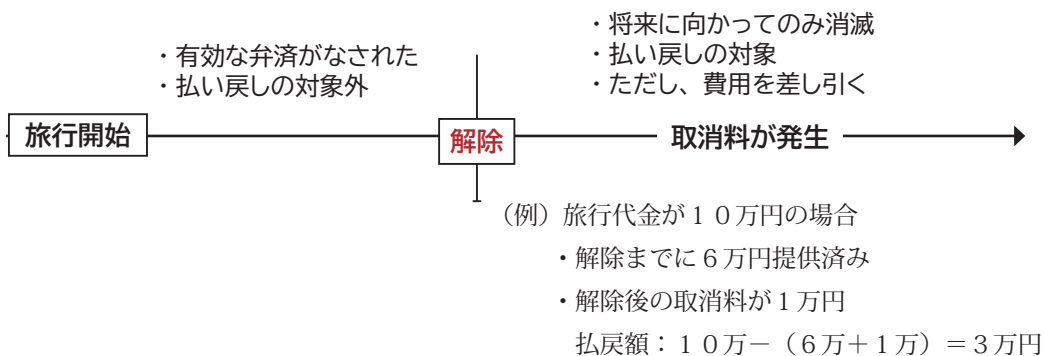 ・有効な弁済がなされた
・払い戻しの対象外
・将来に向かってのみ消滅
・払い戻しの対象
・ただし、費用を差し引く
旅行開始
解除
取消料が発生
（例）旅行代金が１０万円の場合
・解除までに６万円提供済み
・解除後の取消料が１万円
払戻額：１０万－（６万＋１万）＝３万円